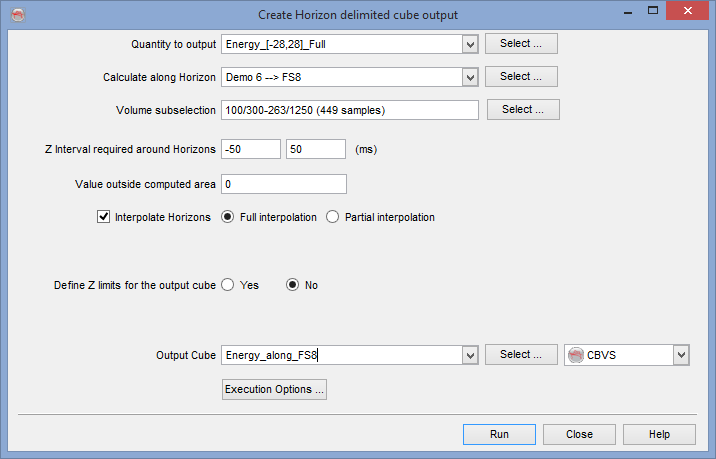 Create Horizon delimited cube output
Quantity to output Energy_[-28,28]_Full Select ...
Calculate along Horizon Demo 6 --> FS8 Select ...
Volume subselection 100/300-263/1250 (449 samples) Select ...
Z Interval required around Horizons -50 50 (ms)
Value outside computed area 0
Interpolate Horizons Full interpolation Partial interpolation
Define Z limits for the output cube Yes No
Output Cube Energy_along_FS8 Select ... CBVS
Execution Options ...
Run Close Help